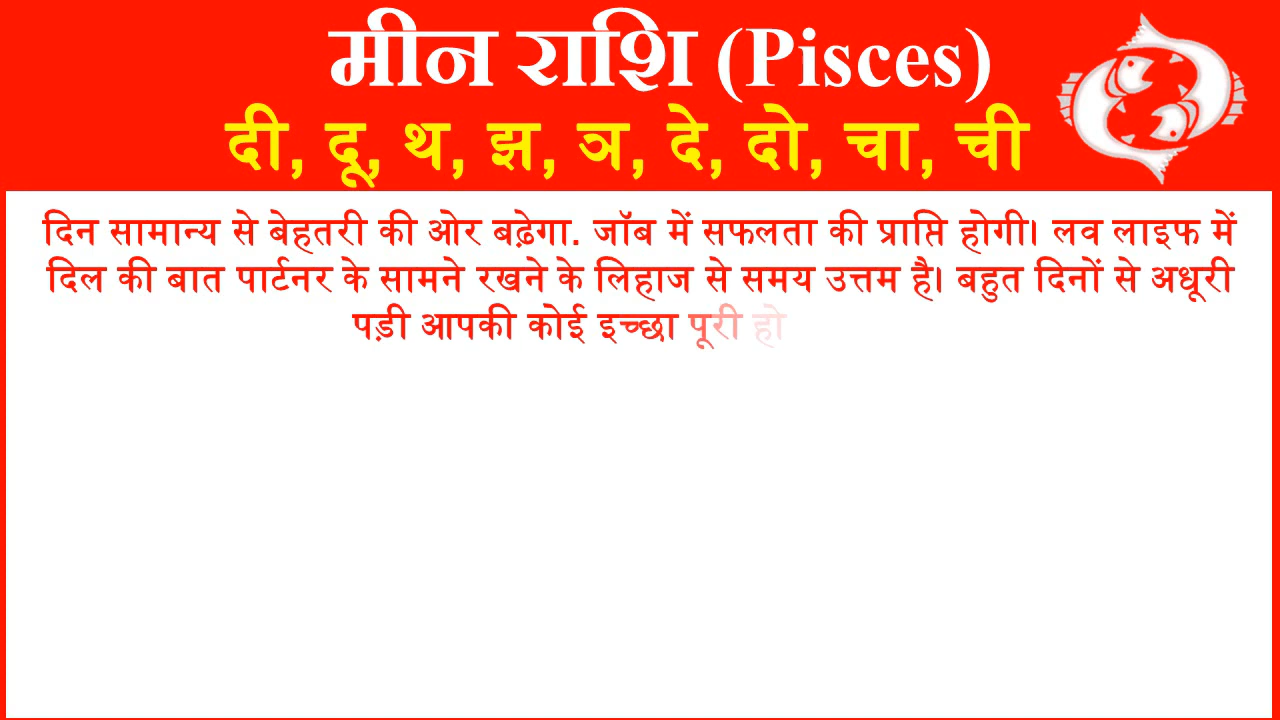 मीन राशि (Pisces)
दी, दू, थ, झ, ञ, दे, दो, चा, ची
दिन सामान्य से बेहतरी की ओर बढ़ेगा. जॉब में सफलता की प्राप्ति होगी। लव लाइफ में
दिल की बात पार्टनर के सामने रखने के लिहाज से समय उत्तम है। बहुत दिनों से अधूरी
पड़ी आपकी कोई इच्छा पूरी हो